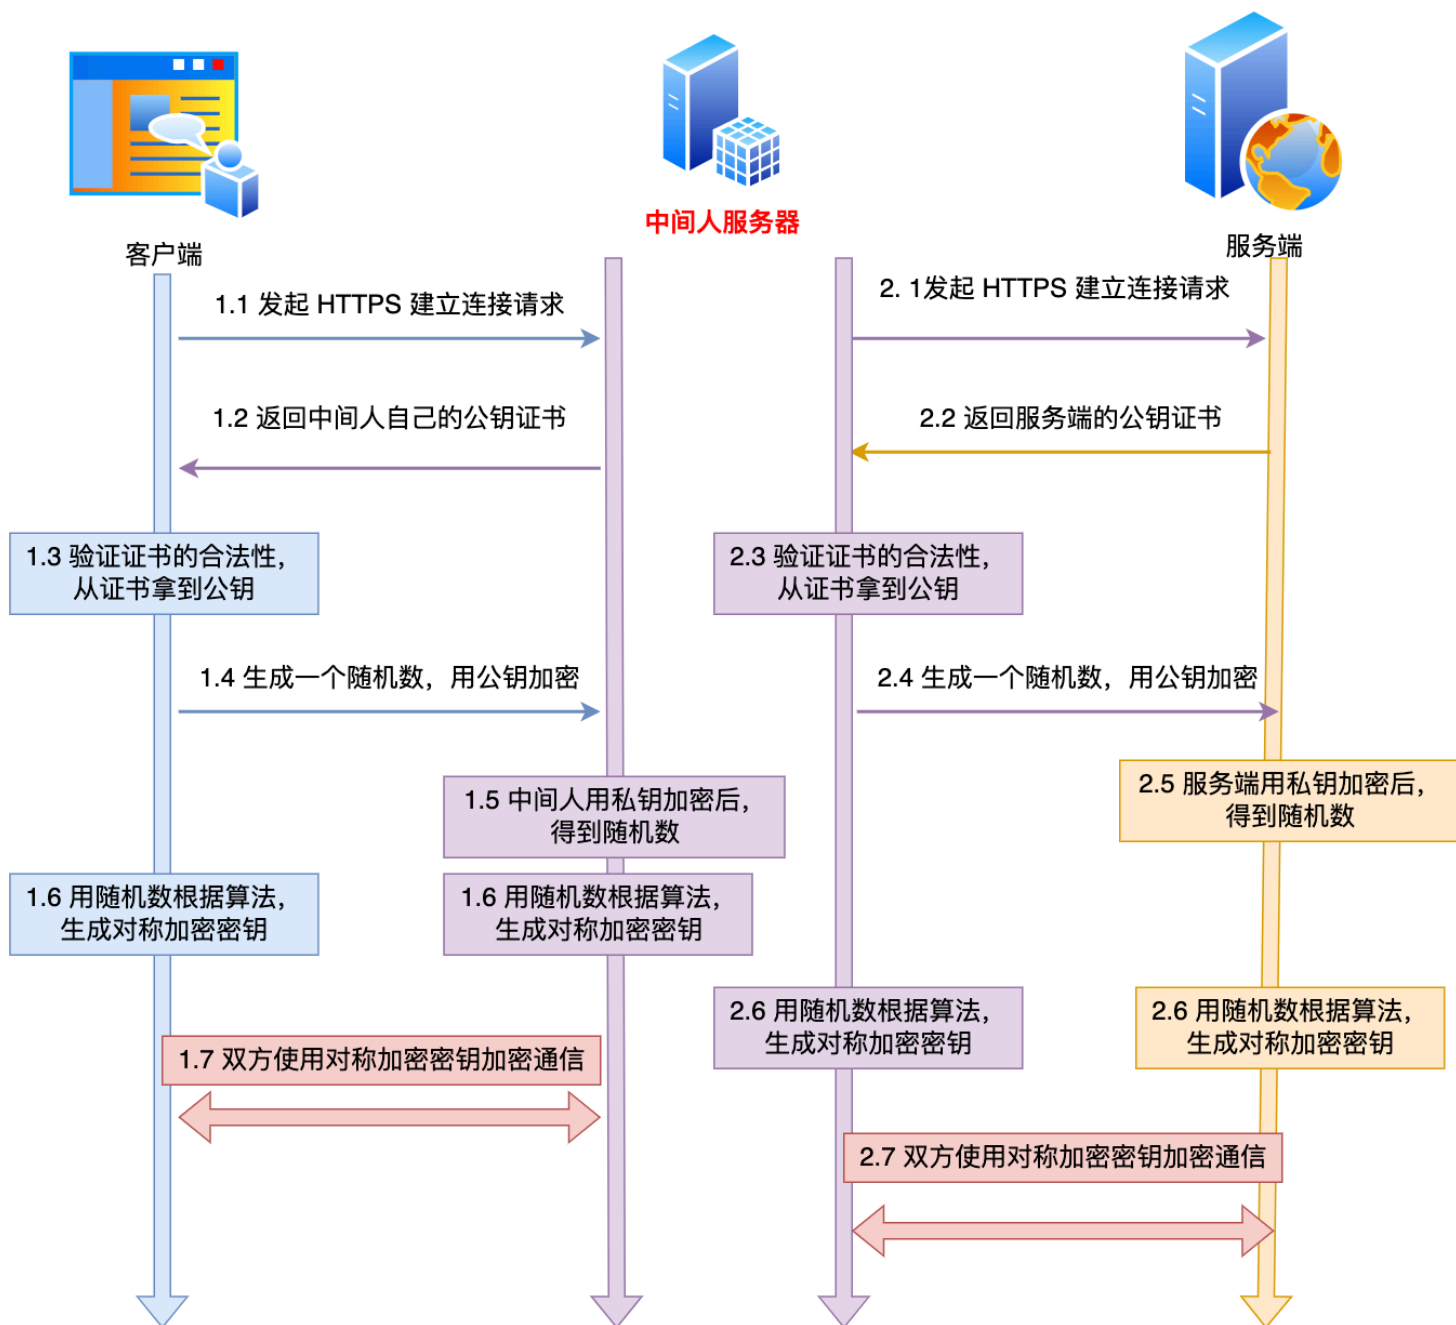 中间人服务器
客户端
服务端
1.1 发起 HTTPS 建立连接请求
2. 1发起 HTTPS 建立连接请求
1.2 返回中间人自己的公钥证书
2.2 返回服务端的公钥证书
1.3 验证证书的合法性，
从证书拿到公钥
2.3 验证证书的合法性，
从证书拿到公钥
1.4 生成一个随机数，用公钥加密
2.4 生成一个随机数，用公钥加密
1.5 中间人用私钥加密后，
得到随机数
2.5 服务端用私钥加密后，
得到随机数
1.6 用随机数根据算法，
生成对称加密密钥
1.6 用随机数根据算法，
生成对称加密密钥
2.6 用随机数根据算法，
生成对称加密密钥
2.6 用随机数根据算法，
生成对称加密密钥
1.7 双方使用对称加密密钥加密通信
2.7 双方使用对称加密密钥加密通信